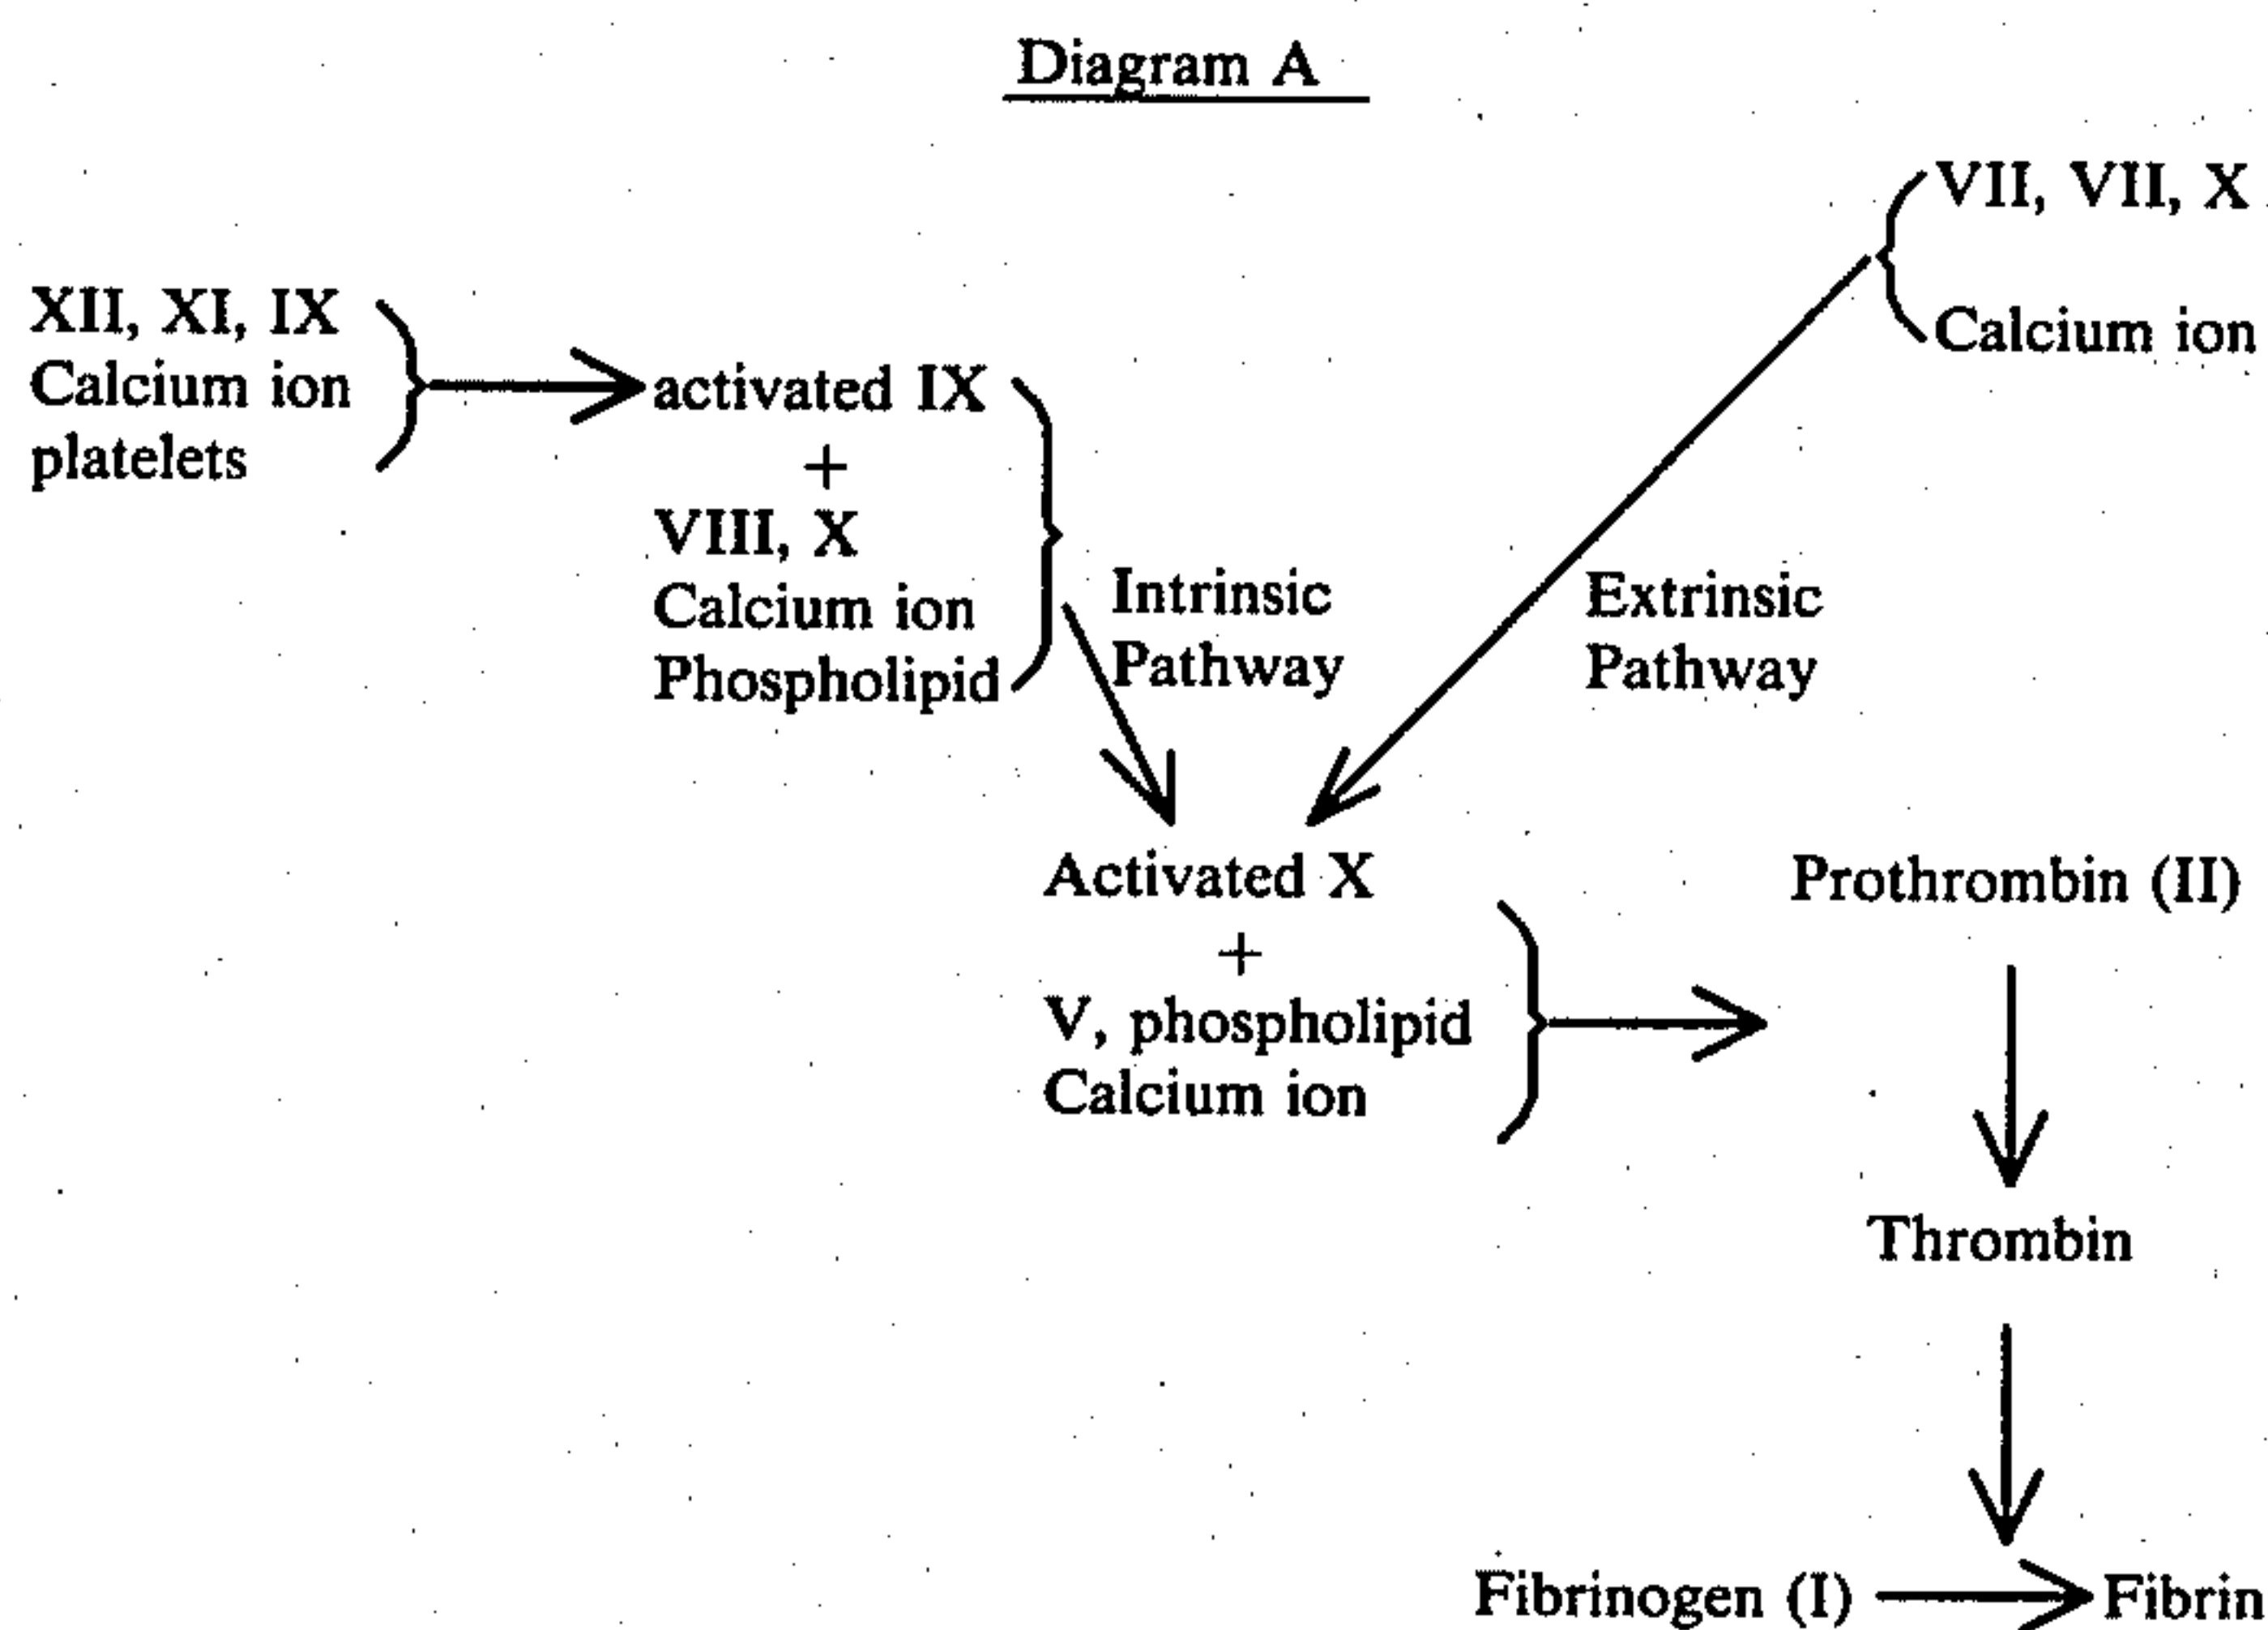 Diagram A
VII, VII, X
Calcium ion
XII, XI, IX
Calcium ion
platelets
activated IX
+
VIII, X
Calcium ion
Phospholipid
Intrinsic
Pathway
Extrinsic
Pathway
Activated X
+
V, phospholipid
Calcium ion
Prothrombin (II)
Thrombin
Fibrinogen (I)
Fibrin